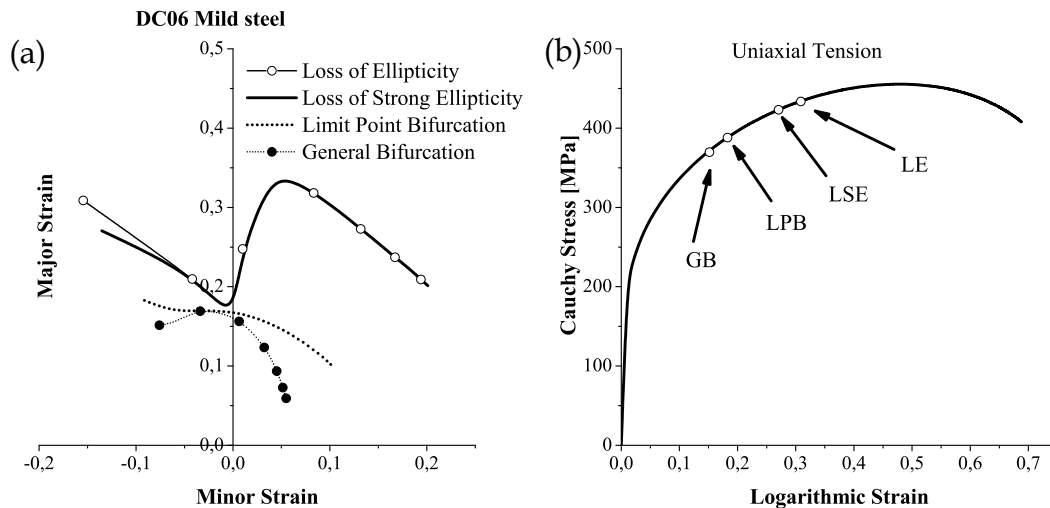 DC06 Mild steel
(a)
0,5
0,4
0,3
0,2
0,1
0,0
Major Strain
Loss of Ellipticity
Loss of Strong Ellipticity
Limit Point Bifurcation
General Bifurcation
-0,2 -0,1 0,0 0,1 0,2
Minor Strain
(b)
Uniaxial Tension
500
400
300
200
100
0
Cauchy Stress [MPa]
LE
LSE
LPB
GB
0,0 0,1 0,2 0,3 0,4 0,5 0,6 0,7
Logarithmic Strain